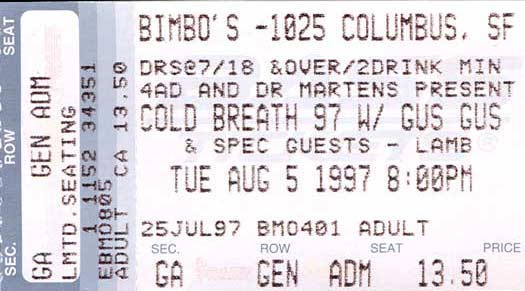 BIMBO'S -1025 COLUMBUS, SF
DRS@7/18 &OVER/2DRINK MIN
4AD AND DR MARTENS PRESENT
COLD BREATH 97 W/ GUS GUS
& SPEC GUESTS - LAMB
TUE AUG 5 1997 8:00PM
25JUL97 BMO401 ADULT
SEC. ROW SEAT PRICE
GA GEN ADM 13.50
SEC. ROW SEAT
GA GEN ADM
LMTD.SEATING
1 1152 34351
EBMO805
ADULT CA 13.50